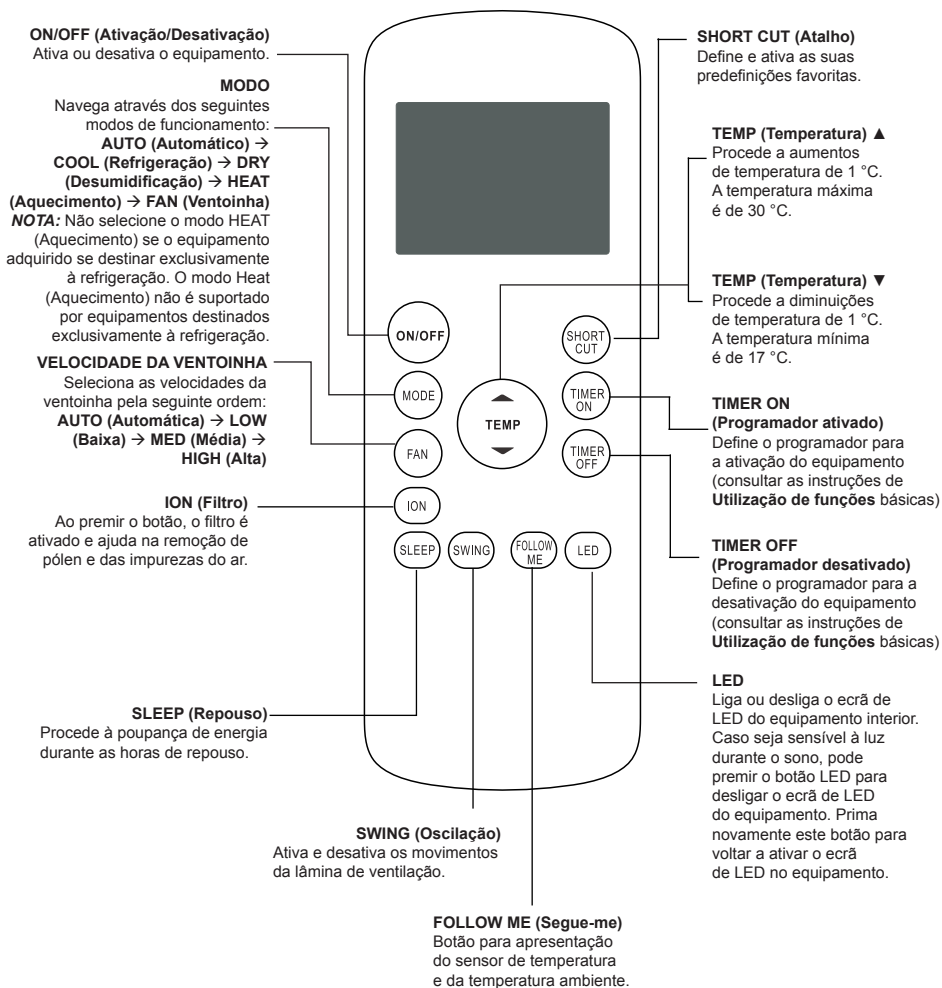 ON/OFF (Ativação/Desativação)
Ativa ou desativa o equipamento.
MODO
Navega através dos seguintes
modos de funcionamento:
AUTO (Automático) →
COOL (Refrigeração) → DRY
(Desumidificação) → HEAT
(Aquecimento) → FAN (Ventoinha)
NOTA: Não selecione o modo HEAT
(Aquecimento) se o equipamento
adquirido se destinar exclusivamente
à refrigeração. O modo Heat
(Aquecimento) não é suportado
por equipamentos destinados
exclusivamente à refrigeração.
VELOCIDADE DA VENTOINHA
Seleciona as velocidades da
ventoinha pela seguinte ordem:
AUTO (Automática) → LOW
(Baixa) → MED (Média) →
HIGH (Alta)
ION (Filtro)
Ao premir o botão, o filtro é
ativado e ajuda na remoção de
pólen e das impurezas do ar.
SLEEP (Repouso)
Procede à poupança de energia
durante as horas de repouso.
SWING (Oscilação)
Ativa e desativa os movimentos
da lâmina de ventilação.
FOLLOW ME (Segue-me)
Botão para apresentação
do sensor de temperatura
e da temperatura ambiente.
ON/OFF
MODE
FAN
ION
SLEEP
SWING
FOLLOW
ME
LED
TEMP
SHORT
CUT
TIMER
ON
TIMER
OFF
SHORT CUT (Atalho)
Define e ativa as suas
predefinições favoritas.
TEMP (Temperatura) ▲
Procede a aumentos
de temperatura de 1 °C.
A temperatura máxima
é de 30 °C.
TEMP (Temperatura) ▼
Procede a diminuições
de temperatura de 1 °C.
A temperatura mínima
é de 17 °C.
TIMER ON
(Programador ativado)
Define o programador para
a ativação do equipamento
(consultar as instruções de
Utilização de funções básicas)
TIMER OFF
(Programador desativado)
Define o programador para a
desativação do equipamento
(consultar as instruções de
Utilização de funções básicas)
LED
Liga ou desliga o ecrã de
LED do equipamento interior.
Caso seja sensível à luz
durante o sono, pode
premir o botão LED para
desligar o ecrã de LED
do equipamento. Prima
novamente este botão para
voltar a ativar o ecrã
de LED no equipamento.